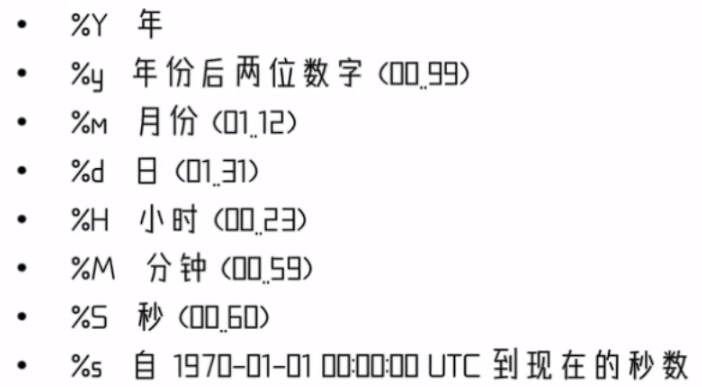 • %Y 年
• %y 年份后两位数字 (00..99)
• %m 月份 (01..12)
• %d 日 (01..31)
• %H 小时 (00..23)
• %M 分钟 (00..59)
• %S 秒 (00..60)
• %s 自 1970-01-01 00:00:00 UTC 到现在的秒数